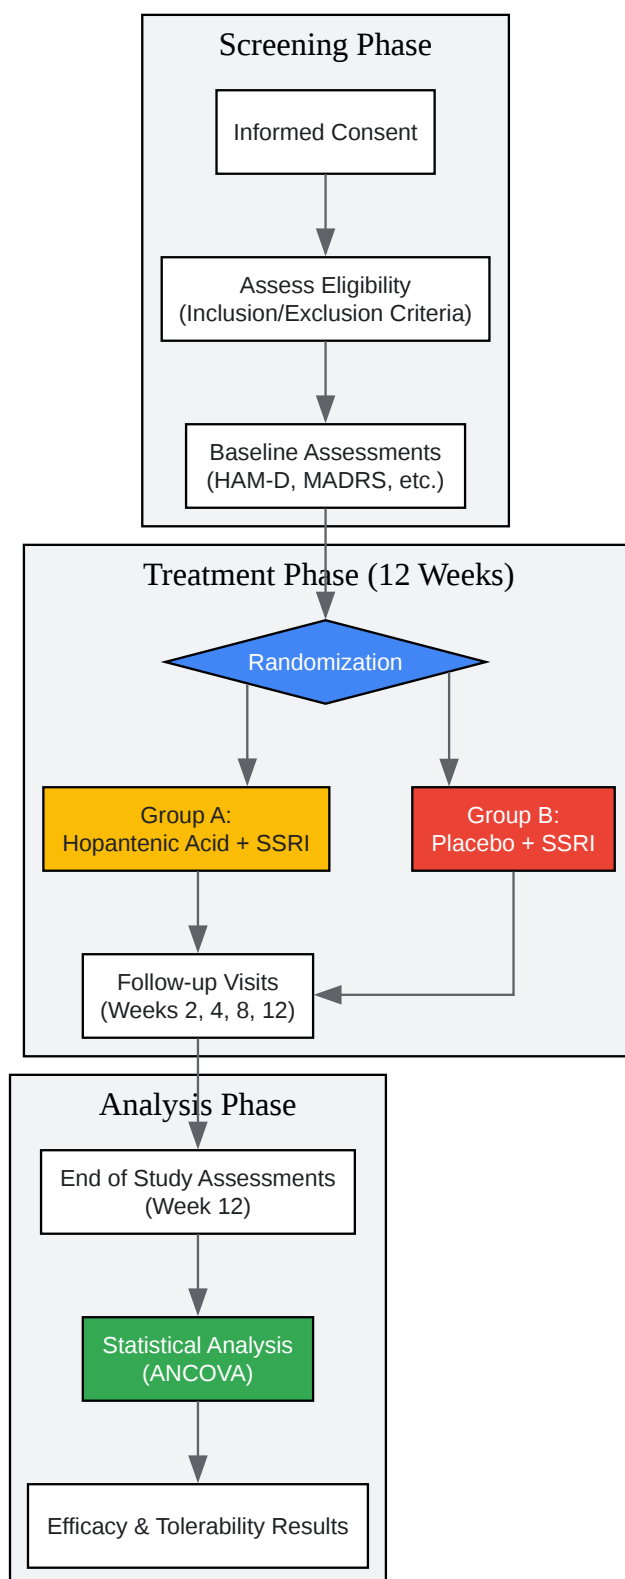 Screening Phase
Informed Consent
Assess Eligibility
(Inclusion/Exclusion Criteria)
Baseline Assessments
(HAM-D, MADRS, etc.)
Treatment Phase (12 Weeks)
Randomization
Group A:
Hopantenic Acid + SSRI
Group B:
Placebo + SSRI
Follow-up Visits
(Weeks 2, 4, 8, 12)
Analysis Phase
End of Study Assessments
(Week 12)
Statistical Analysis
(ANCOVA)
Efficacy & Tolerability Results